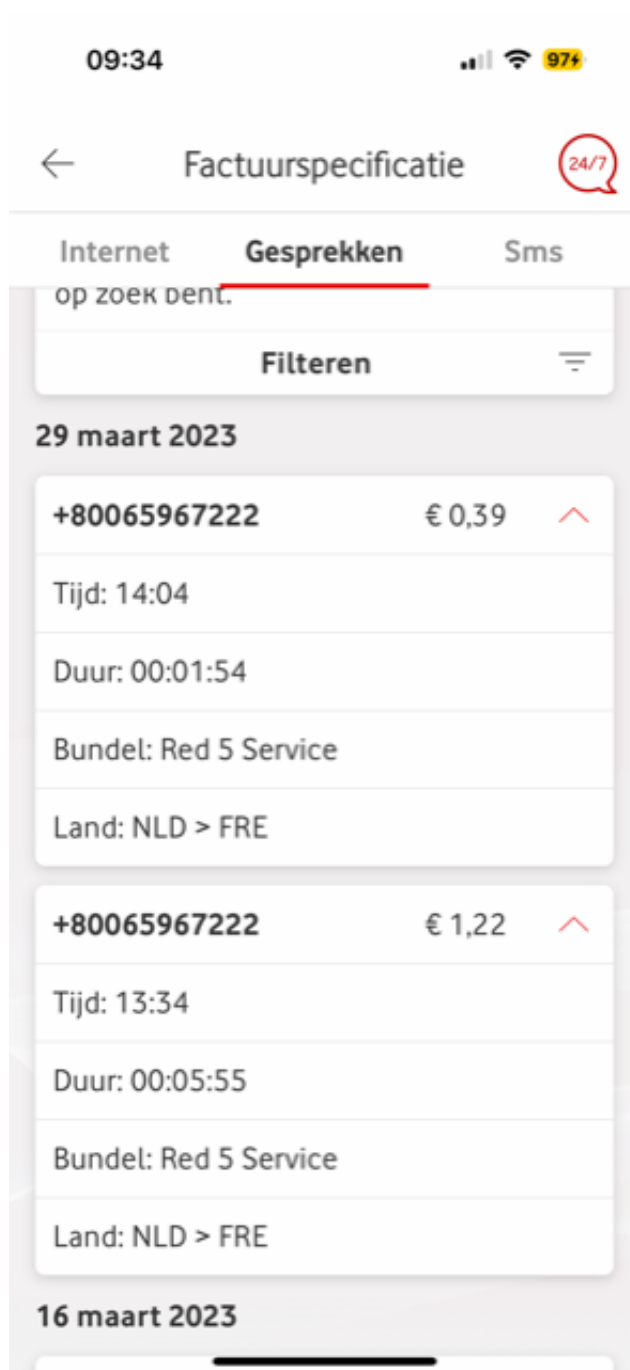 09:34
97
Factuurspecificatie
24/7
Internet Gesprekken Sms
op zoek bent.
Filteren
29 maart 2023
+80065967222 € 0,39
Tijd: 14:04
Duur: 00:01:54
Bundel: Red 5 Service
Land: NLD > FRE
+80065967222 € 1,22
Tijd: 13:34
Duur: 00:05:55
Bundel: Red 5 Service
Land: NLD > FRE
16 maart 2023